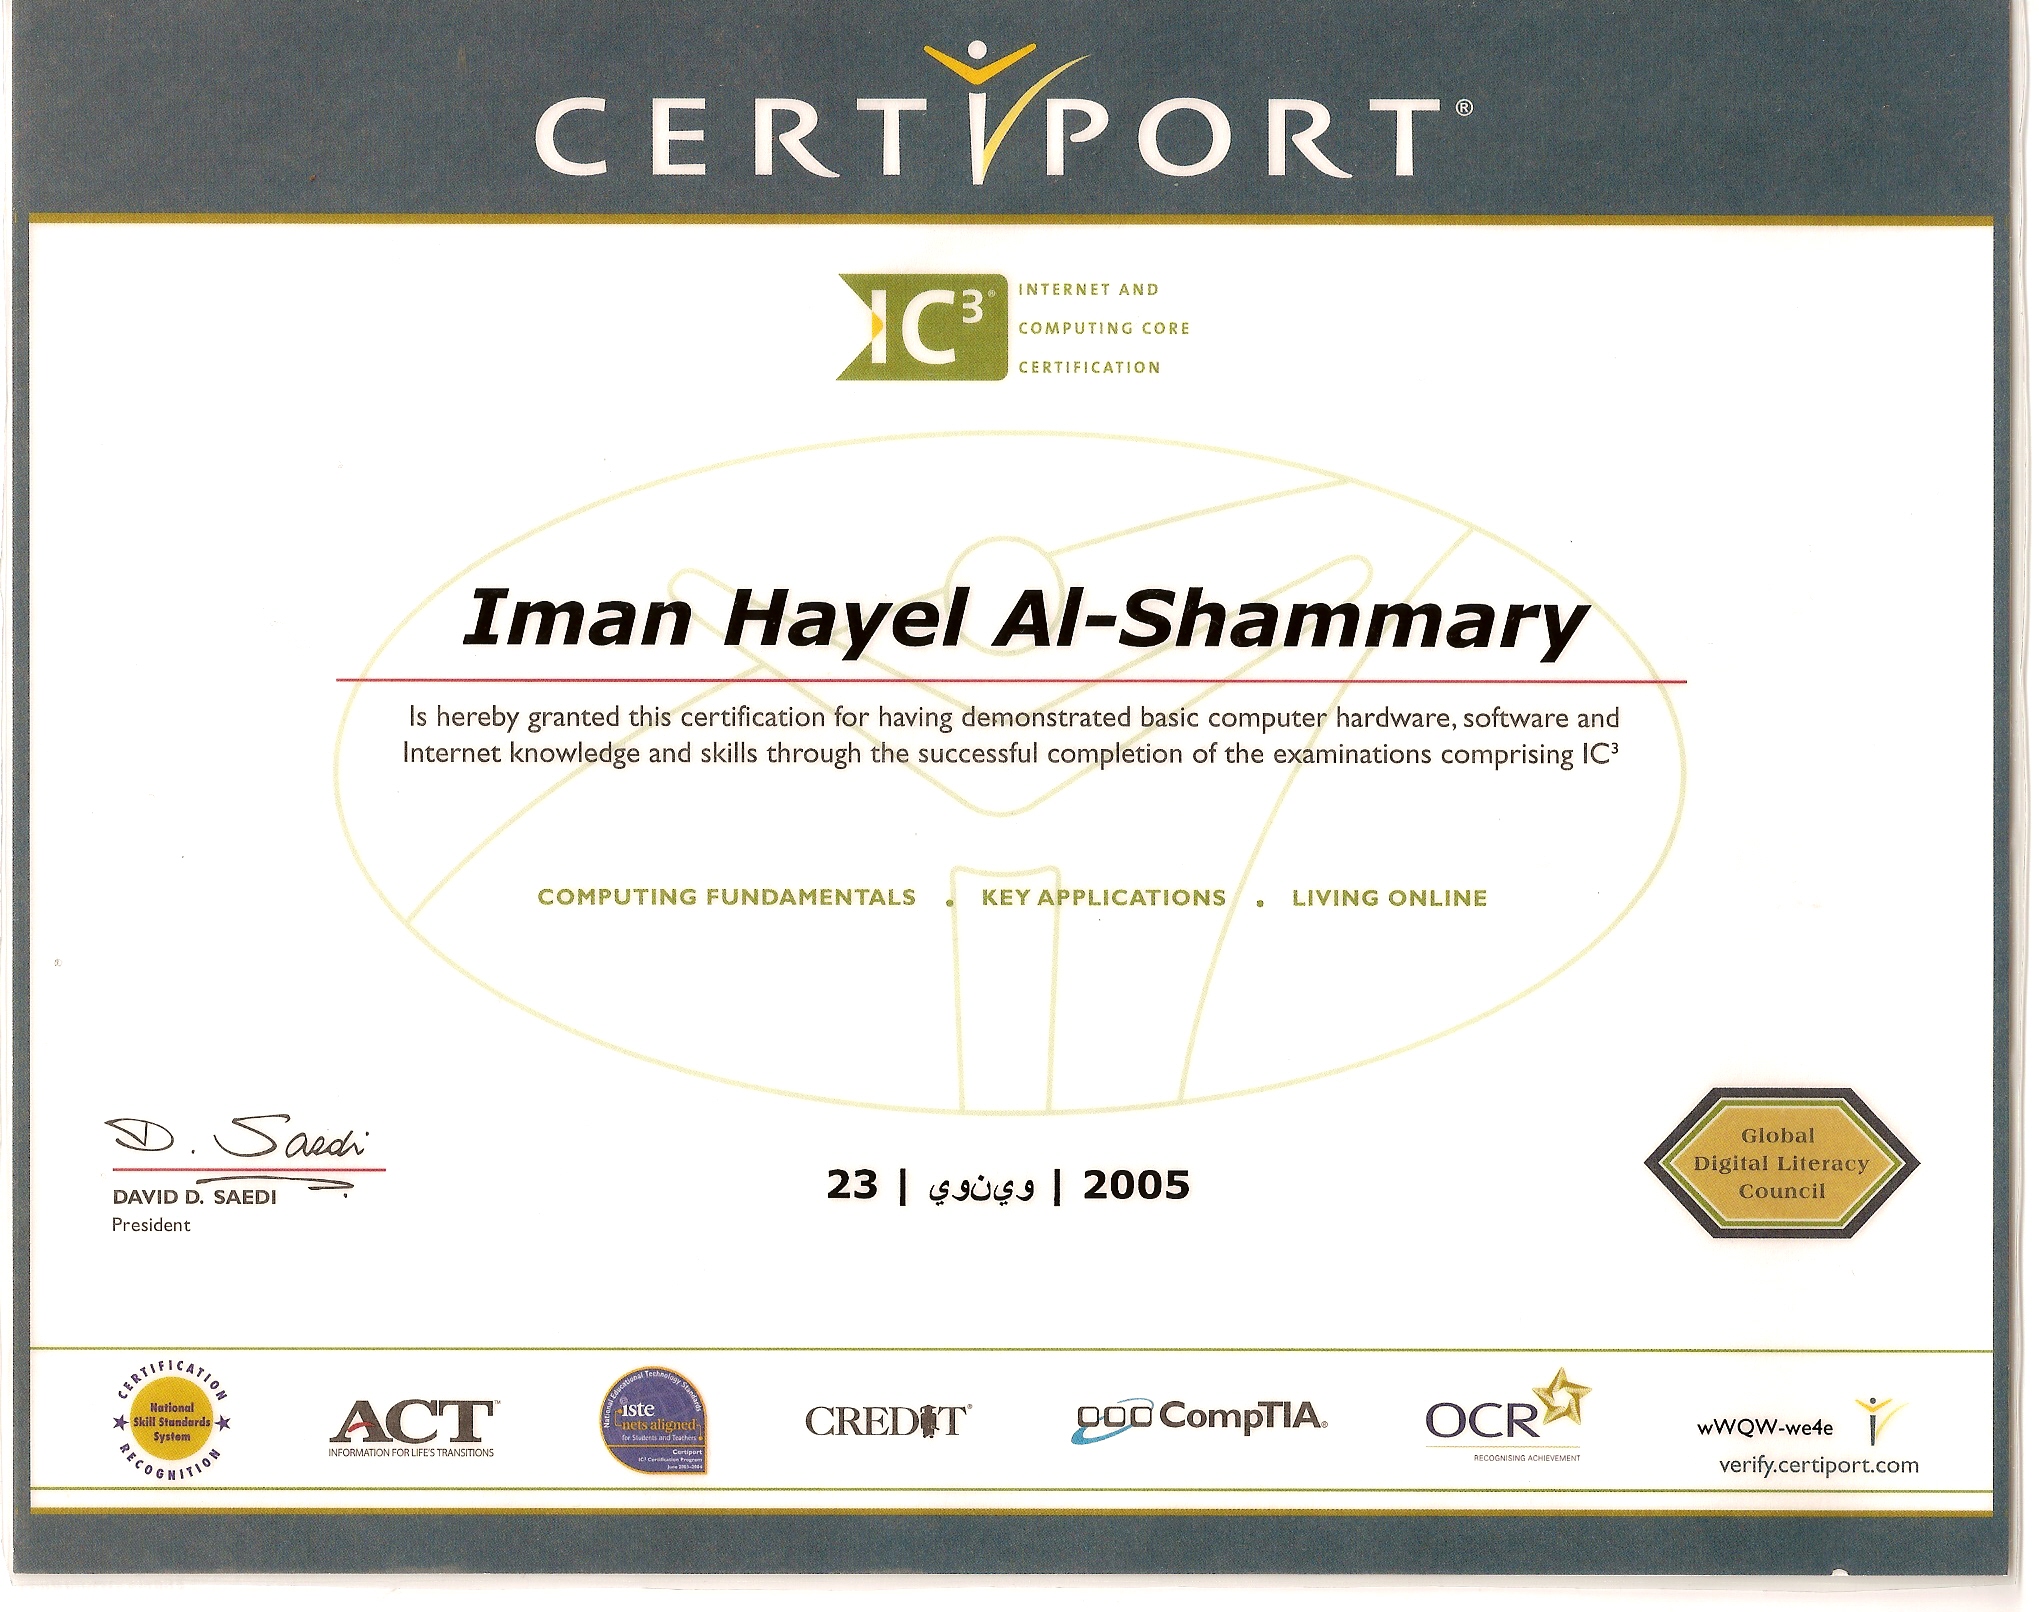 CERTIPORT®
IC³®
INTERNET AND
COMPUTING CORE
CERTIFICATION
Iman Hayel Al-Shammary
Is hereby granted this certification for having demonstrated basic computer hardware, software and
Internet knowledge and skills through the successful completion of the examinations comprising IC³
COMPUTING FUNDAMENTALS . KEY APPLICATIONS . LIVING ONLINE
D. Saedi
DAVID D. SAEDI
President
23 | يونيو | 2005
Global
Digital Literacy
Council
CERTIFICATION
National
Skill Standards
System
RECOGNITION
ACT™
INFORMATION FOR LIFE'S TRANSITIONS
National Educational Technology Standards
iste
nets aligned
for Students and Teachers
Certiport
IC³ Certification Program
June 2003-2006
CREDIT®
CompTIA®
OCR
RECOGNISING ACHIEVEMENT
wWQW-we4e
verify.certiport.com